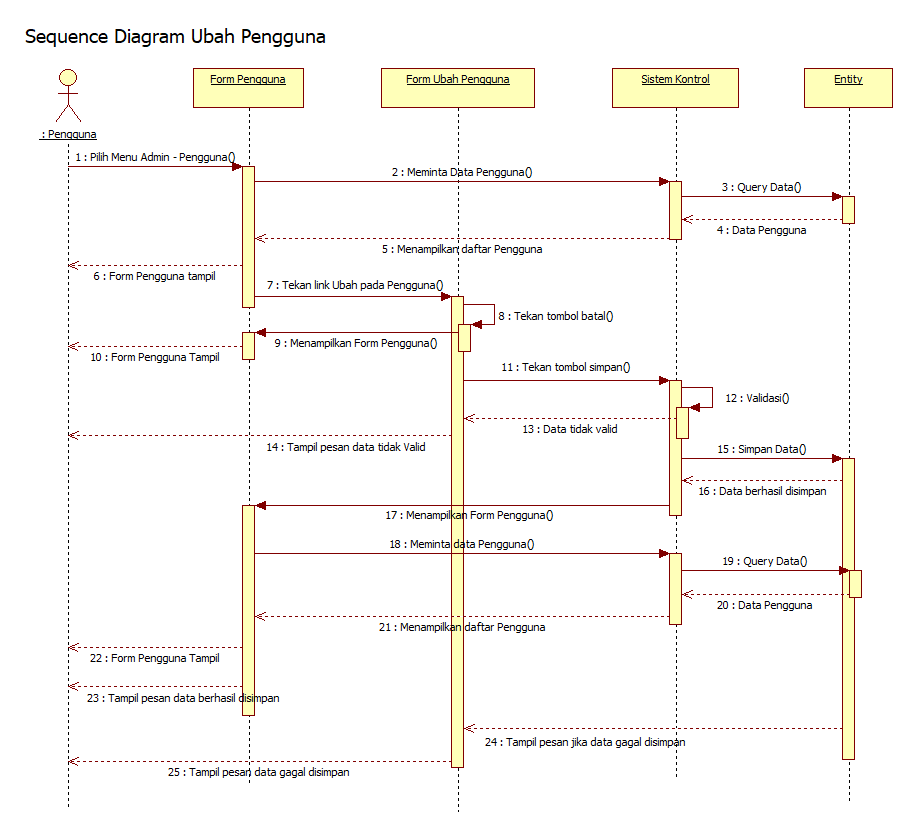 Sequence Diagram Ubah Pengguna
Form Pengguna
Form Ubah Pengguna
Sistem Kontrol
Entity
: Pengguna
1 : Pilih Menu Admin - Pengguna()
2 : Meminta Data Pengguna()
3 : Query Data()
4 : Data Pengguna
5 : Menampilkan daftar Pengguna
6 : Form Pengguna tampil
7 : Tekan link Ubah pada Pengguna()
8 : Tekan tombol batal()
9 : Menampilkan Form Pengguna()
10 : Form Pengguna Tampil
11 : Tekan tombol simpan()
12 : Validasi()
13 : Data tidak valid
14 : Tampil pesan data tidak Valid
15 : Simpan Data()
16 : Data berhasil disimpan
17 : Menampilkan Form Pengguna()
18 : Meminta data Pengguna()
19 : Query Data()
20 : Data Pengguna
21 : Menampilkan daftar Pengguna
22 : Form Pengguna Tampil
23 : Tampil pesan data berhasil disimpan
24 : Tampil pesan jika data gagal disimpan
25 : Tampil pesan data gagal disimpan